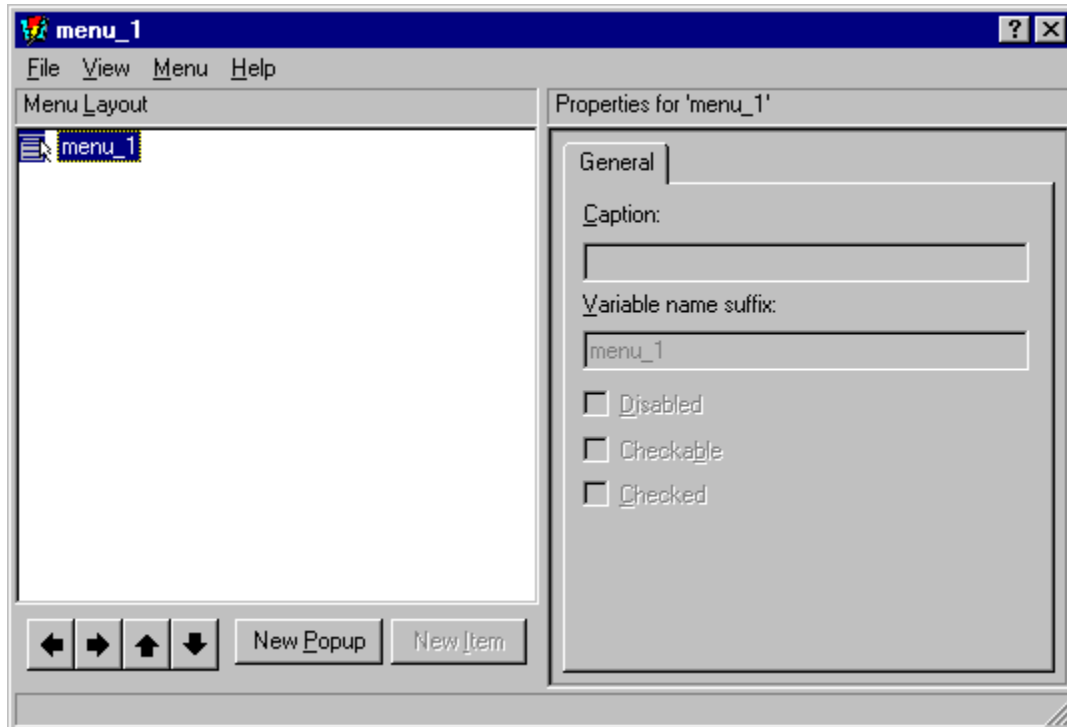 menu_1
File View Menu Help
Menu Layout
Properties for 'menu_1'
menu_1
General
Caption:
Variable name suffix:
menu_1
Disabled
Checkable
Checked
New Popup
New Item